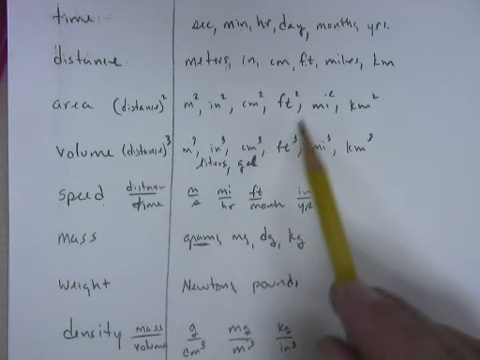 time sec, min, hr, day, months, yrs.
distance meters, in, cm, ft, miles, km
area (distance)² m², in², cm², ft², mi², km²
volume (distance)³ m³, in³, cm³, ft³, mi³, km³
liters, gal
speed distance/time m/s mi/hr ft/month in/yr
mass grams, mg, dg, kg
weight Newtons, pounds
density mass/volume g/cm³ mg/m³ kg/in³